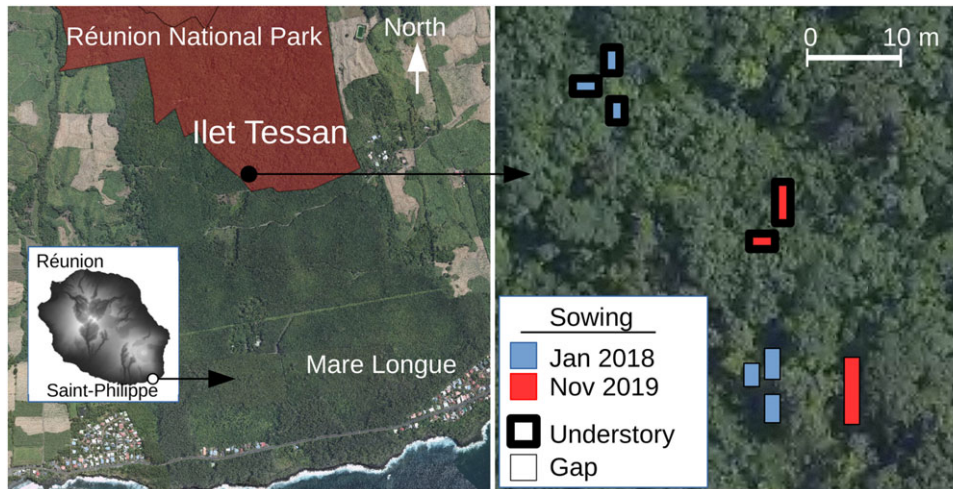 Réunion National Park
North
Ilet Tessan
Réunion
Saint-Philippe
Mare Longue
0 10 m
Sowing
Jan 2018
Nov 2019
Understory
Gap